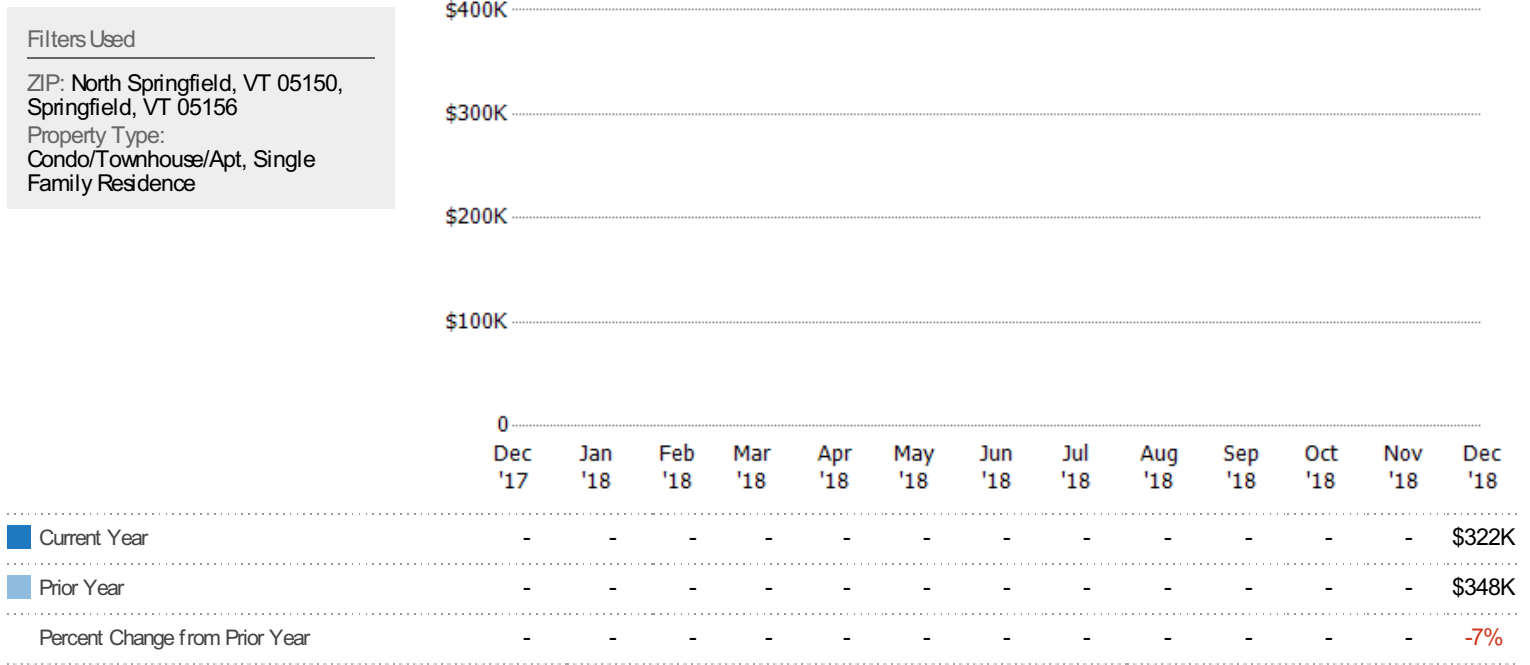 Filters Used
ZIP: North Springfield, VT 05150,
Springfield, VT 05156
Property Type:
Condo/Townhouse/Apt, Single
Family Residence
$400K
$300K
$200K
$100K
0
Dec Jan Feb Mar Apr May Jun Jul Aug Sep Oct Nov Dec
'17 '18 '18 '18 '18 '18 '18 '18 '18 '18 '18 '18 '18
Current Year - - - - - - - - - - - - $322K
Prior Year - - - - - - - - - - - - $348K
Percent Change from Prior Year - - - - - - - - - - - - -7%